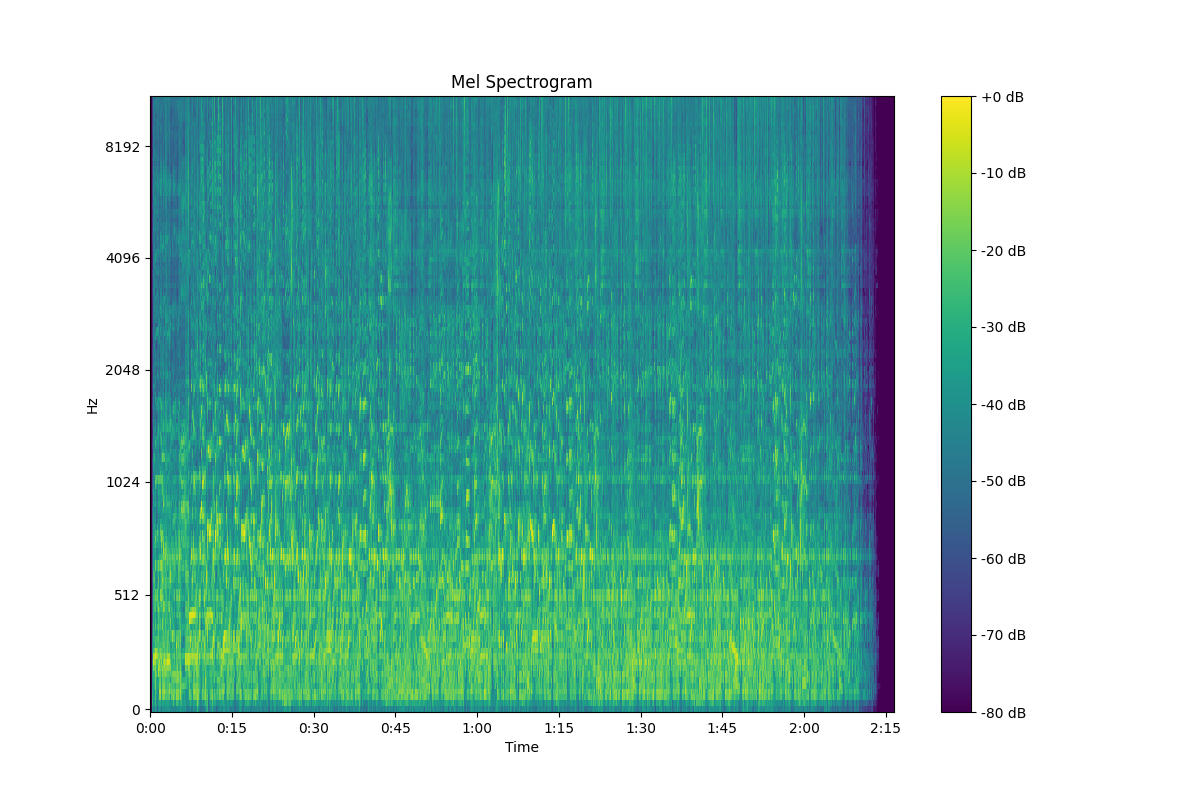 Mel Spectrogram
8192
4096
2048
1024
512
0
Hz
0:00 0:15 0:30 0:45 1:00 1:15 1:30 1:45 2:00 2:15
Time
+0 dB
-10 dB
-20 dB
-30 dB
-40 dB
-50 dB
-60 dB
-70 dB
-80 dB